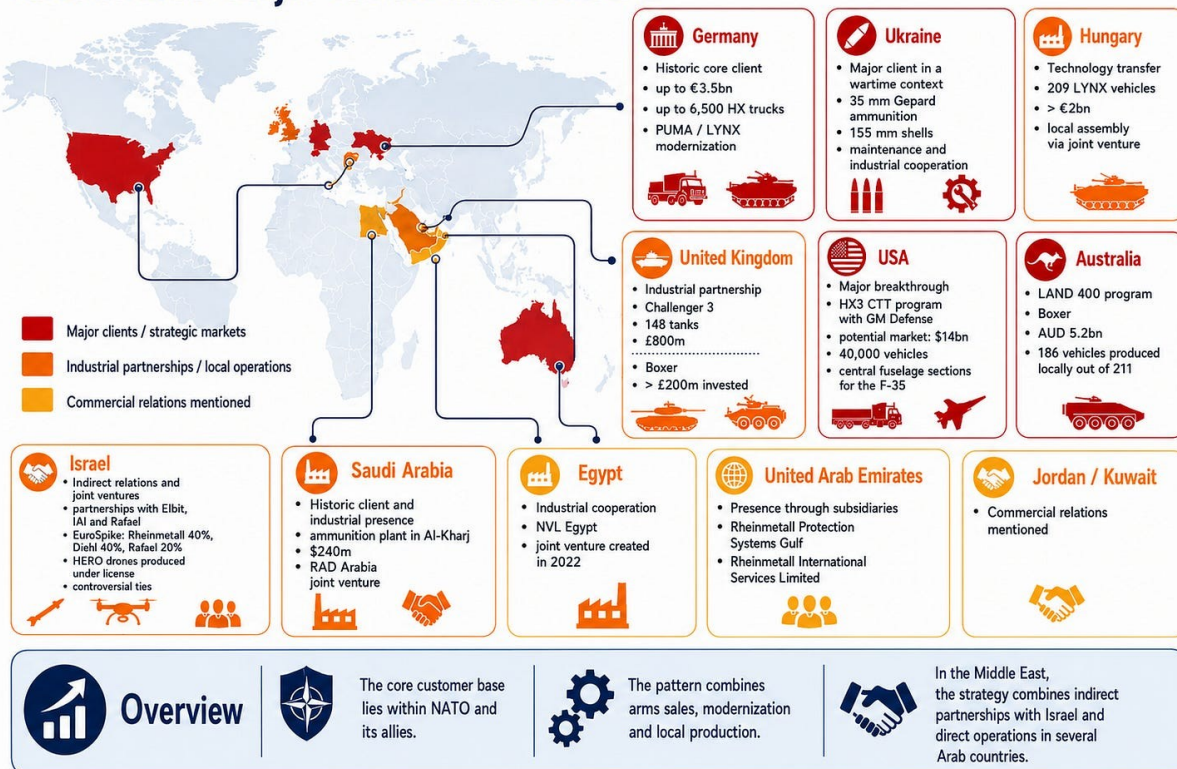 Germany
• Historic core client
• up to €3.5bn
• up to 6,500 HX trucks
• PUMA / LYNX
modernization
Ukraine
• Major client in a
wartime context
• 35 mm Gepard
ammunition
• 155 mm shells
• maintenance and
industrial cooperation
Hungary
• Technology transfer
• 209 LYNX vehicles
• > €2bn
• local assembly
via joint venture
United Kingdom
• Industrial partnership
• Challenger 3
• 148 tanks
• £800m
• Boxer
• > £200m invested
USA
• Major breakthrough
• HX3 CTT program
with GM Defense
• potential market: $14bn
• 40,000 vehicles
• central fuselage sections
for the F-35
Australia
• LAND 400 program
• Boxer
• AUD 5.2bn
• 186 vehicles produced
locally out of 211
Major clients / strategic markets
Industrial partnerships / local operations
Commercial relations mentioned
Israel
• Indirect relations and
joint ventures
• partnerships with Elbit,
IAI and Rafael
• EuroSpike: Rheinmetall 40%,
Diehl 40%, Rafael 20%
• HERO drones produced
under license
• controversial ties
Saudi Arabia
• Historic client and
industrial presence
• ammunition plant in Al-Kharj
• $240m
• RAD Arabia
joint venture
Egypt
• Industrial cooperation
• NVL Egypt
• joint venture created
in 2022
United Arab Emirates
• Presence through subsidiaries
• Rheinmetall Protection
Systems Gulf
• Rheinmetall International
Services Limited
Jordan / Kuwait
• Commercial relations
mentioned
Overview
The core customer base
lies within NATO and
its allies.
The pattern combines
arms sales, modernization
and local production.
In the Middle East,
the strategy combines indirect
partnerships with Israel and
direct operations in several
Arab countries.